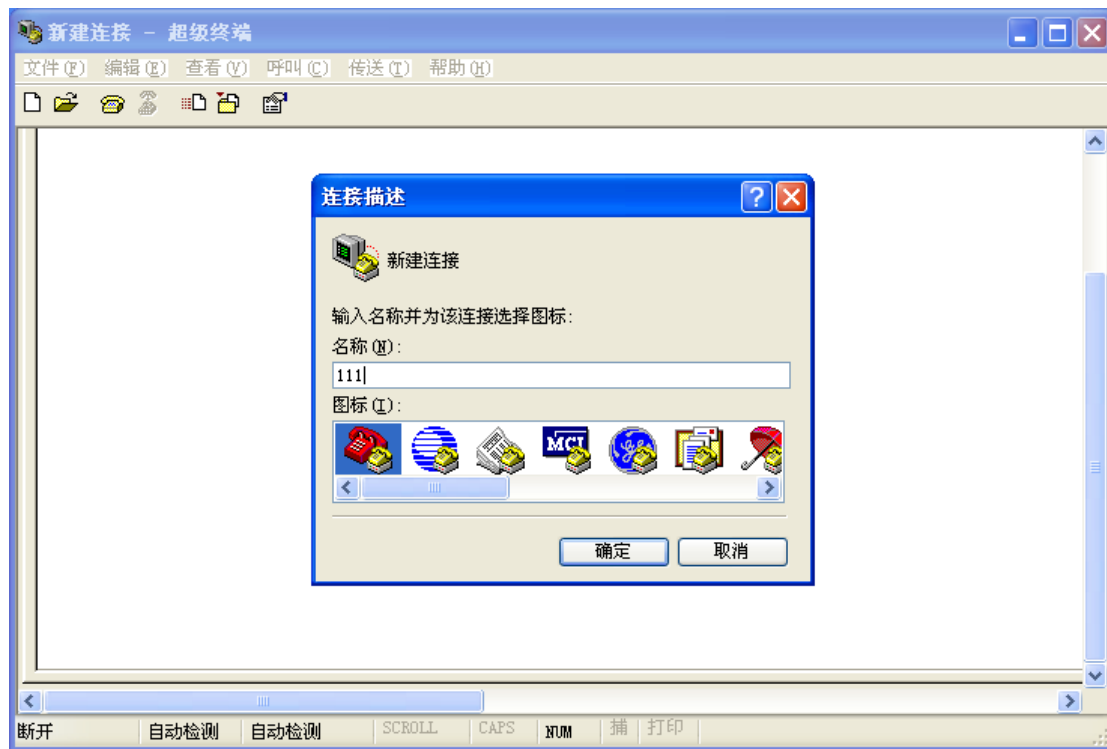 新建连接 - 超级终端
文件(F) 编辑(E) 查看(V) 呼叫(C) 传送(T) 帮助(H)
连接描述
新建连接
输入名称并为该连接选择图标:
名称(N):
111
图标(I):
MCI
确定 取消
断开 自动检测 自动检测 SCROLL CAPS NUM 捕 打印